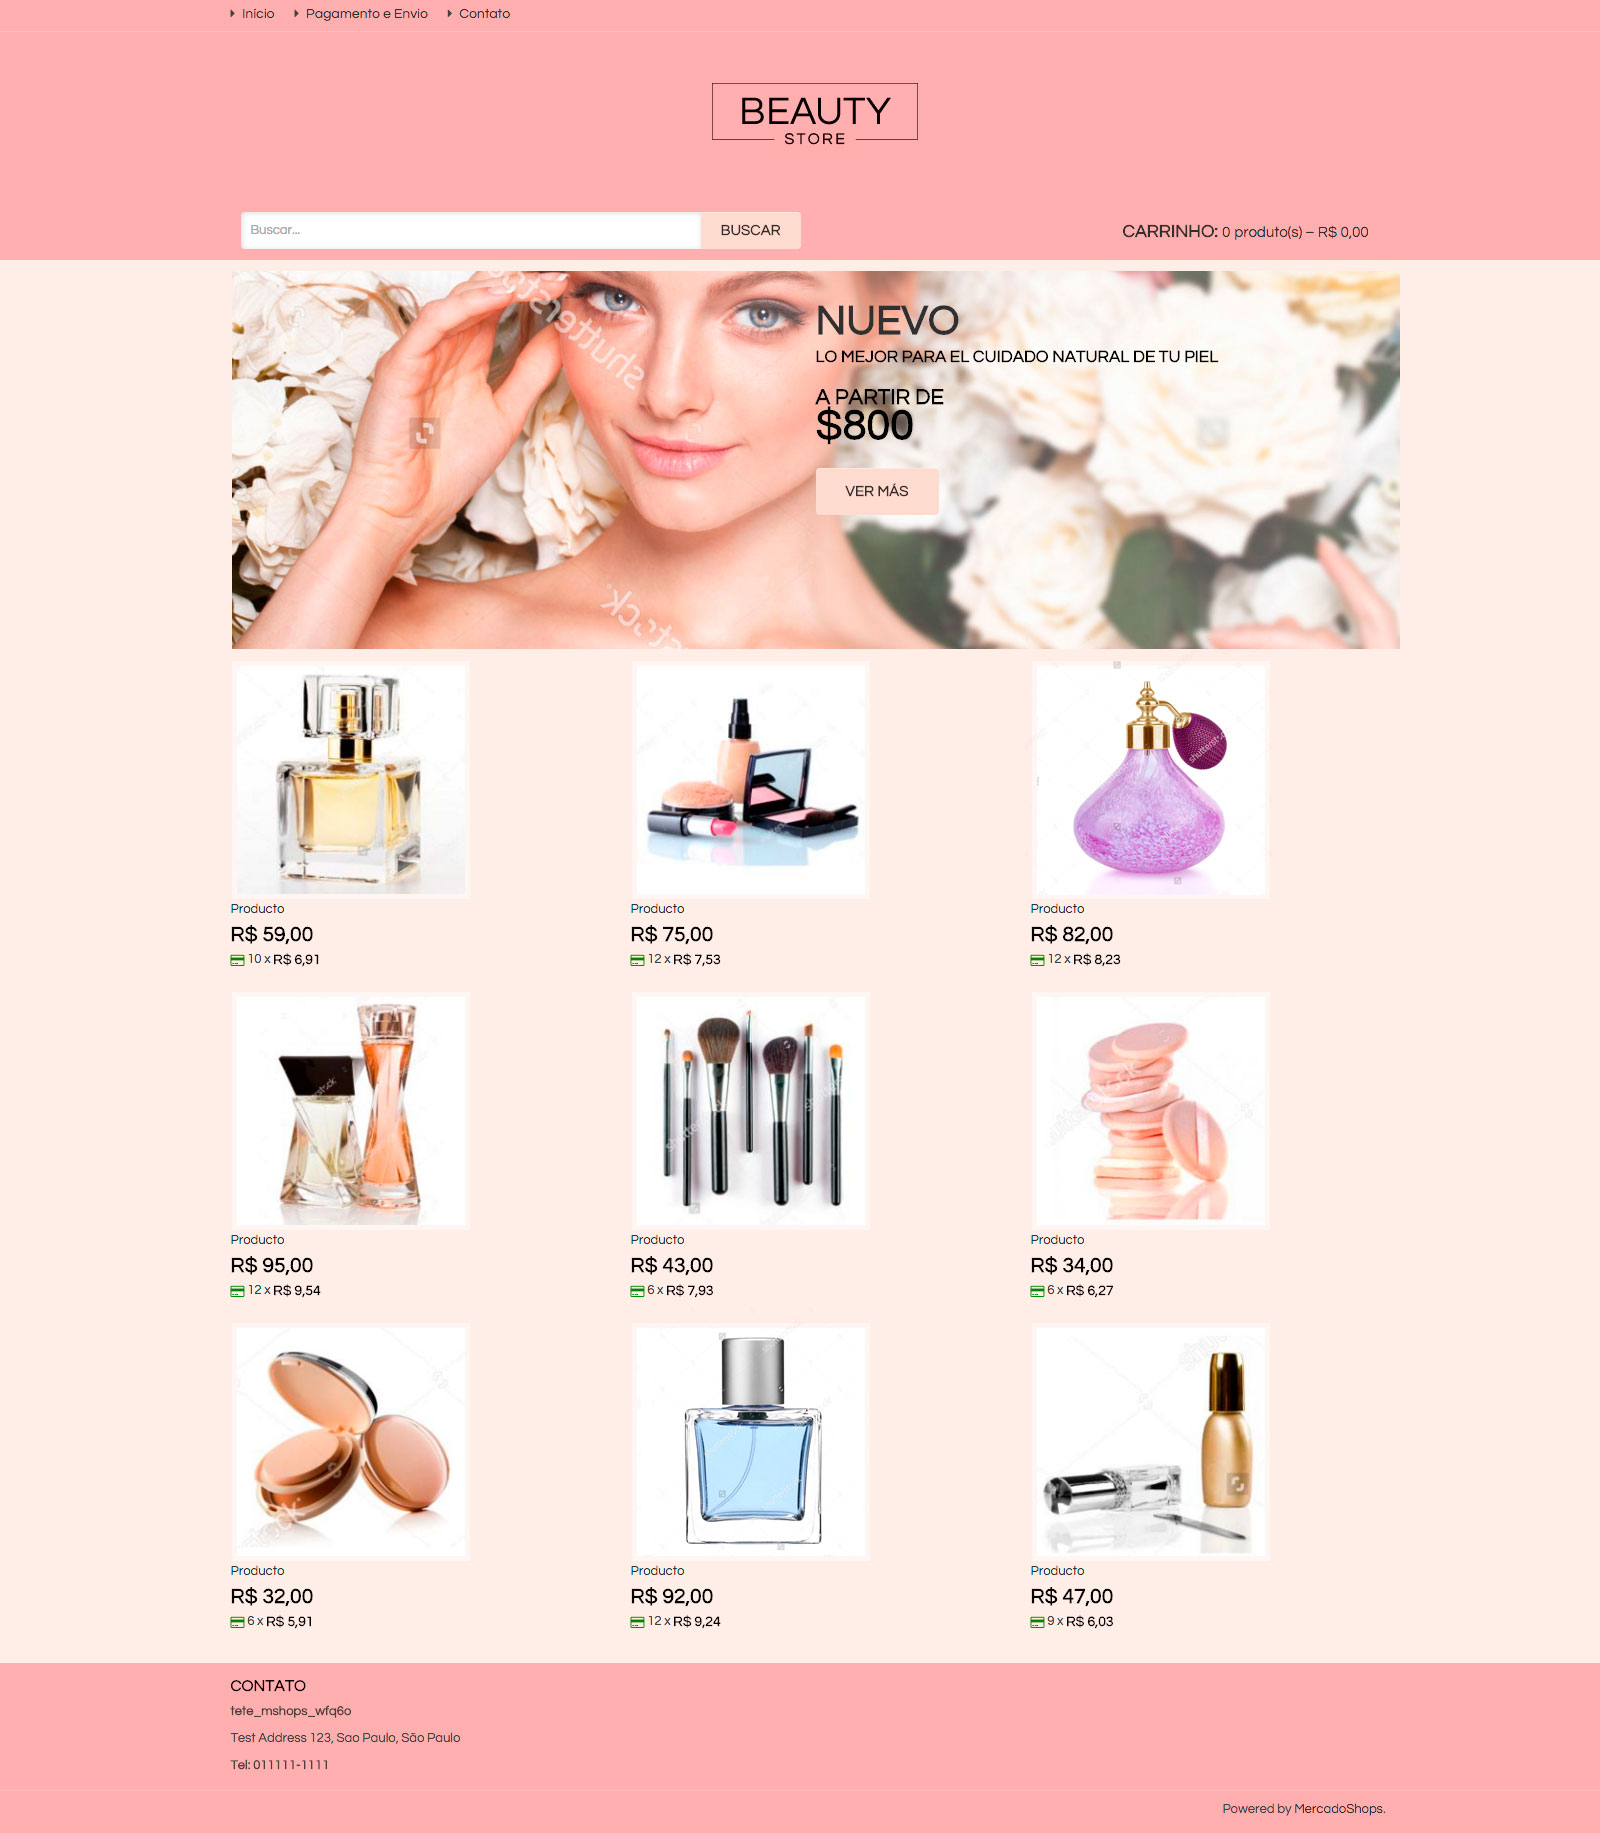 Início Pagamento e Envio Contato
BEAUTY
STORE
Buscar...
BUSCAR
CARRINHO: 0 produto(s) – R$ 0,00
shutterstock
NUEVO
LO MEJOR PARA EL CUIDADO NATURAL DE TU PIEL
A PARTIR DE
$800
VER MÁS
Producto
R$ 59,00
10 x R$ 6,91
Producto
R$ 75,00
12 x R$ 7,53
Producto
R$ 82,00
12 x R$ 8,23
Producto
R$ 95,00
12 x R$ 9,54
Producto
R$ 43,00
6 x R$ 7,93
Producto
R$ 34,00
6 x R$ 6,27
Producto
R$ 32,00
6 x R$ 5,91
Producto
R$ 92,00
12 x R$ 9,24
Producto
R$ 47,00
9 x R$ 6,03
CONTATO
tete_mshops_wfq6o
Test Address 123, Sao Paulo, São Paulo
Tel: 011111-1111
Powered by MercadoShops.